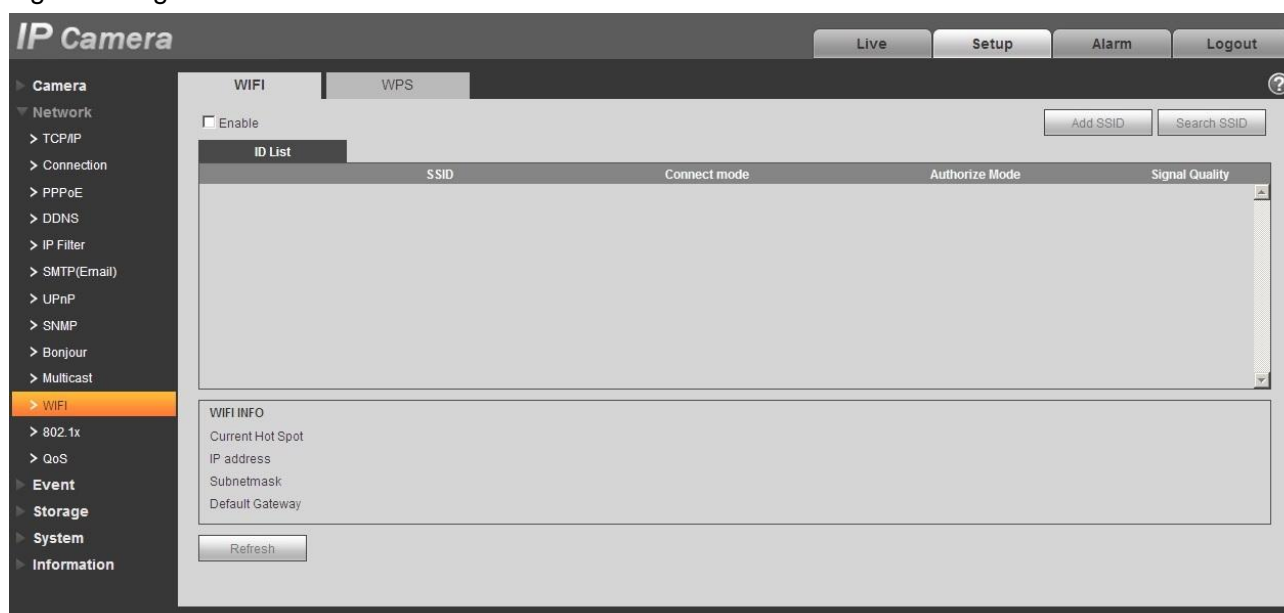 IP Camera
Live Setup Alarm Logout
Camera
Network
> TCP/IP
> Connection
> PPPoE
> DDNS
> IP Filter
> SMTP(Email)
> UPnP
> SNMP
> Bonjour
> Multicast
> WIFI
> 802.1x
> QoS
Event
Storage
System
Information
WIFI WPS
?
Enable Add SSID Search SSID
ID List
SSID Connect mode Authorize Mode Signal Quality
WIFI INFO
Current Hot Spot
IP address
Subnetmask
Default Gateway
Refresh